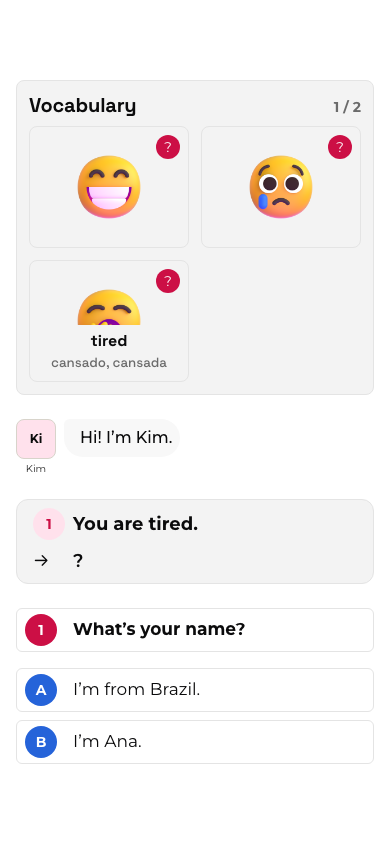 Vocabulary
1 / 2
?
?
?
tired
cansado, cansada
Ki
Hi! I’m Kim.
Kim
1 You are tired.
→ ?
1 What’s your name?
A I’m from Brazil.
B I’m Ana.